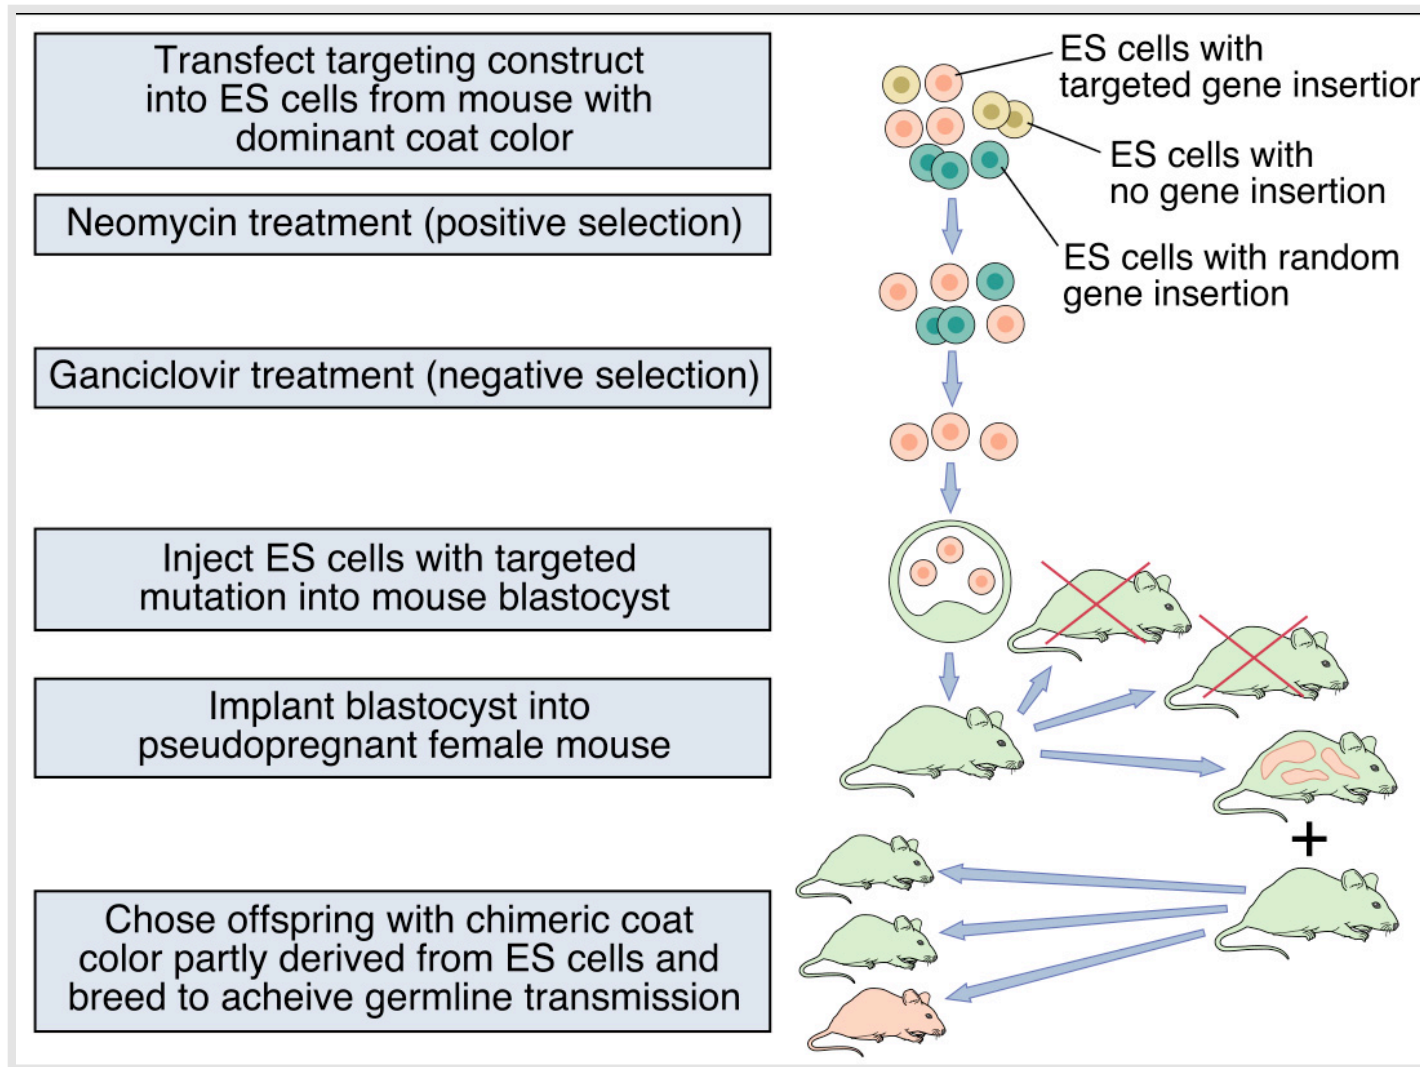 Transfect targeting construct
into ES cells from mouse with
dominant coat color
ES cells with
targeted gene insertion
ES cells with
no gene insertion
Neomycin treatment (positive selection)
ES cells with random
gene insertion
Ganciclovir treatment (negative selection)
Inject ES cells with targeted
mutation into mouse blastocyst
Implant blastocyst into
pseudopregnant female mouse
+
Chose offspring with chimeric coat
color partly derived from ES cells and
breed to acheive germline transmission